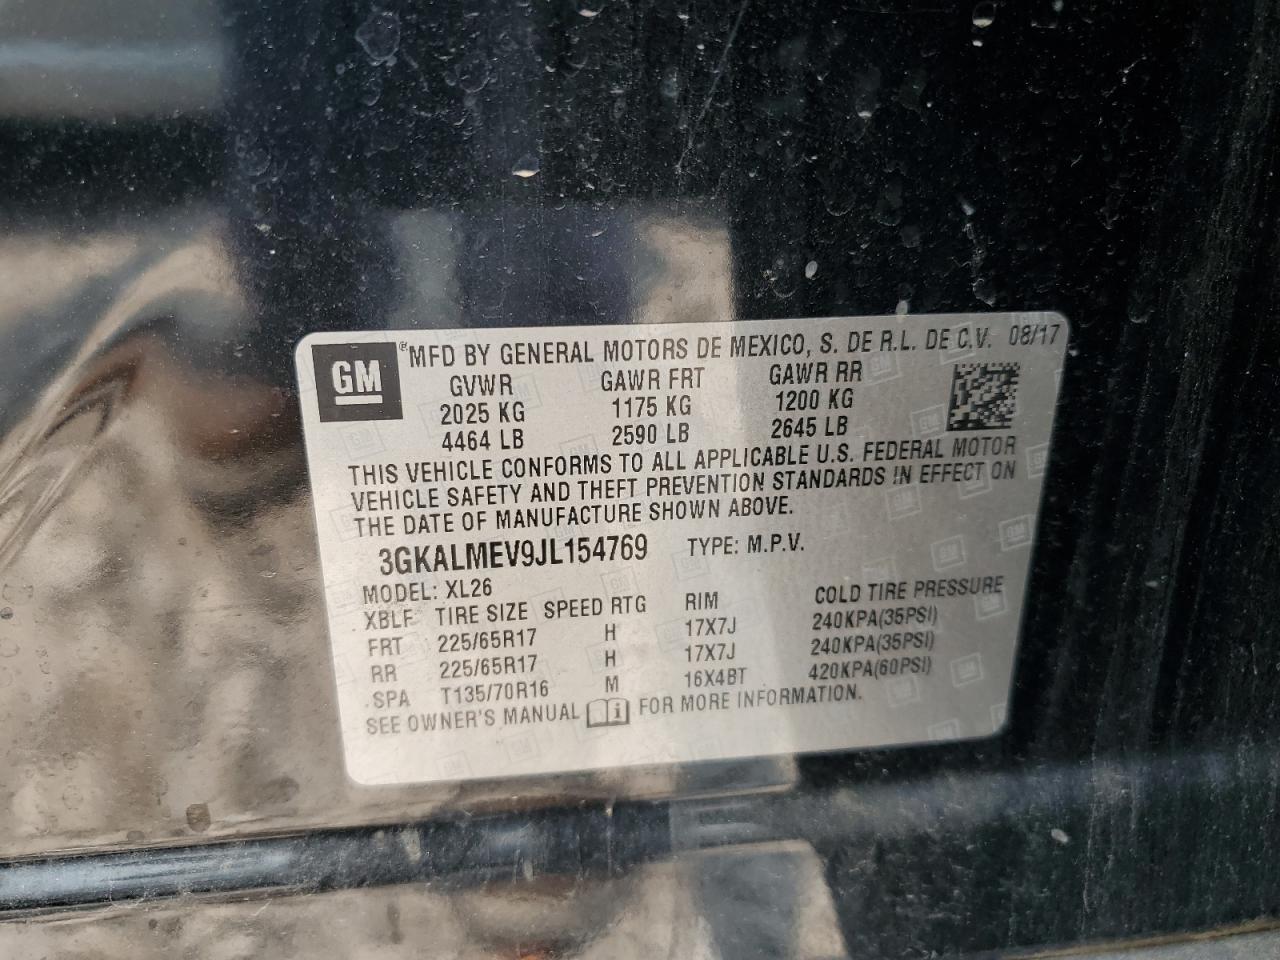 GM
®MFD BY GENERAL MOTORS DE MEXICO, S. DE R.L. DE C.V. 08/17
GVWR GAWR FRT GAWR RR
2025 KG 1175 KG 1200 KG
4464 LB 2590 LB 2645 LB
THIS VEHICLE CONFORMS TO ALL APPLICABLE U.S. FEDERAL MOTOR
VEHICLE SAFETY AND THEFT PREVENTION STANDARDS IN EFFECT ON
THE DATE OF MANUFACTURE SHOWN ABOVE.
3GKALMEV9JL154769 TYPE: M.P.V.
MODEL: XL26
XBLF TIRE SIZE SPEED RTG RIM COLD TIRE PRESSURE
FRT 225/65R17 H 17X7J 240KPA(35PSI)
RR 225/65R17 H 17X7J 240KPA(35PSI)
SPA T135/70R16 M 16X4BT 420KPA(60PSI)
SEE OWNER'S MANUAL i FOR MORE INFORMATION.